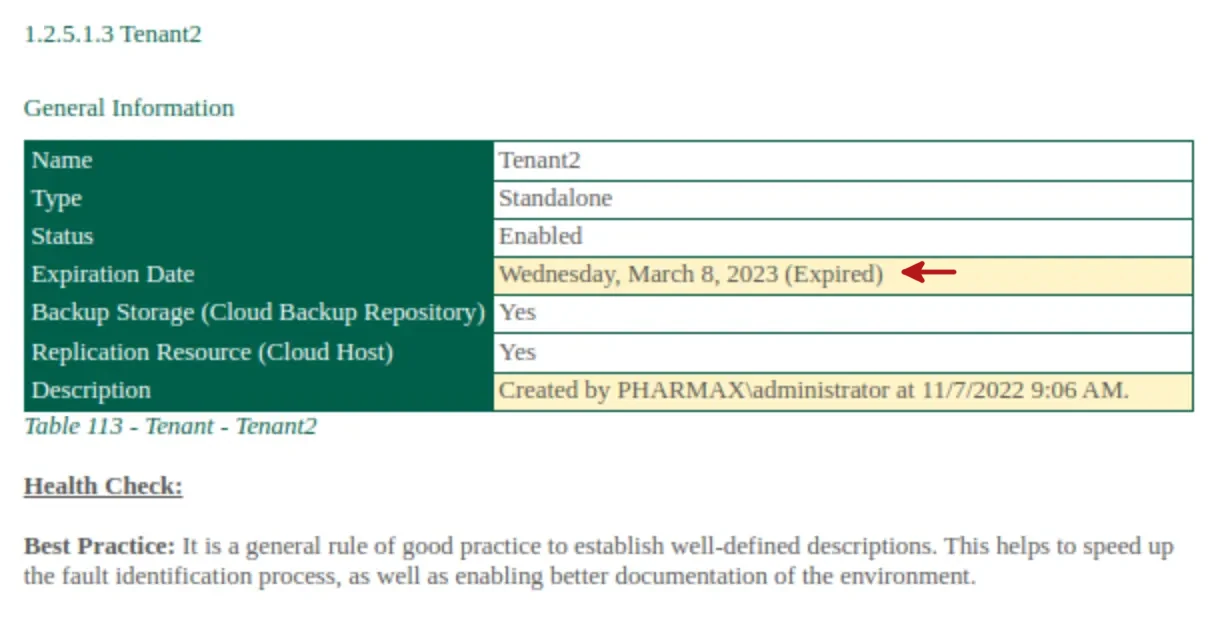 1.2.5.1.3 Tenant2
General Information
Name Tenant2
Type Standalone
Status Enabled
Expiration Date Wednesday, March 8, 2023 (Expired)
Backup Storage (Cloud Backup Repository) Yes
Replication Resource (Cloud Host) Yes
Description Created by PHARMAX\administrator at 11/7/2022 9:06 AM.
Table 113 - Tenant - Tenant2
Health Check:
Best Practice: It is a general rule of good practice to establish well-defined descriptions. This helps to speed up
the fault identification process, as well as enabling better documentation of the environment.